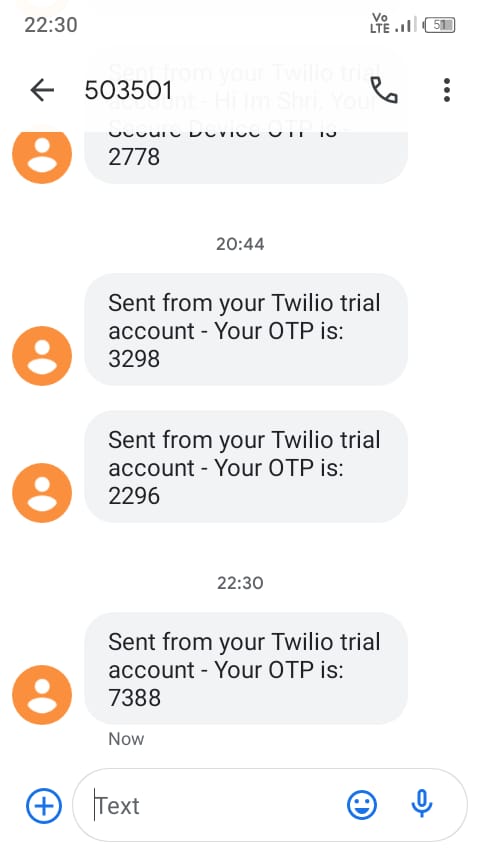 22:30
Vo
LTE
51
Sent from your Twilio trial
503501
account - Hi Im Shri, Your
Secure Device OTP is -
2778
20:44
Sent from your Twilio trial
account - Your OTP is:
3298
Sent from your Twilio trial
account - Your OTP is:
2296
22:30
Sent from your Twilio trial
account - Your OTP is:
7388
Now
Text